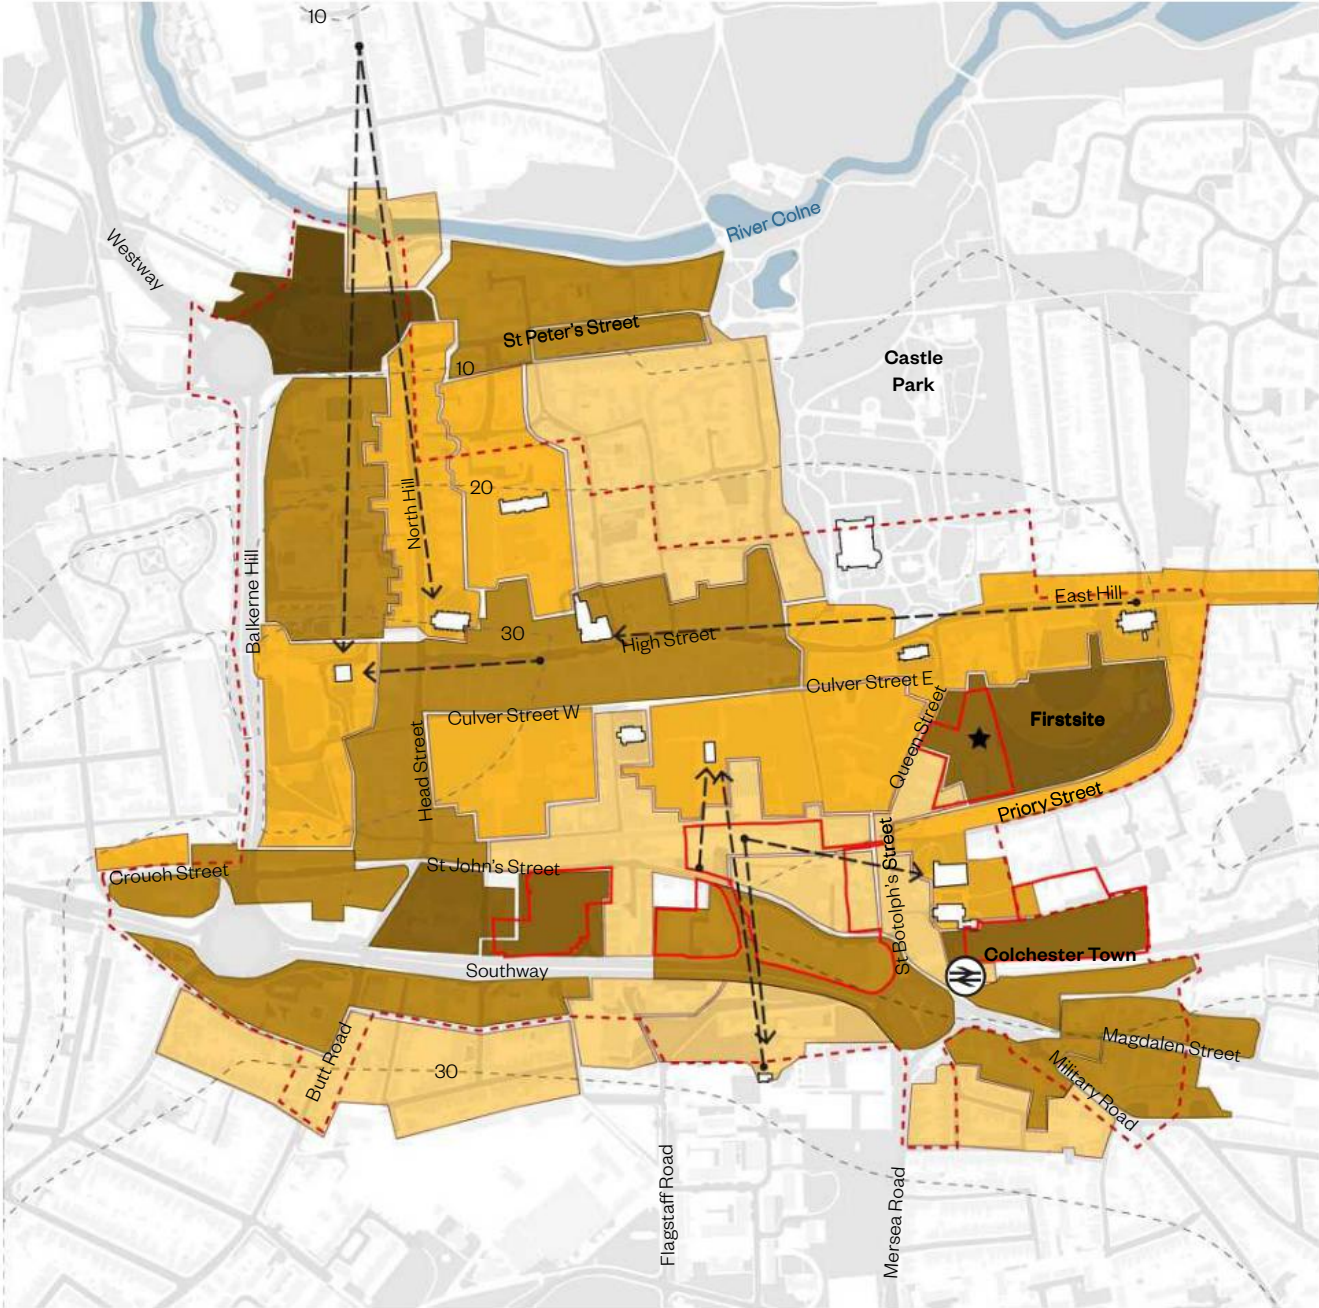 10
Westway
River Colne
St Peter's Street
Castle
Park
10
20
North Hill
Balkerne Hill
East Hill
30
High Street
Culver Street E
Culver Street W
Queen Street
Firstsite
Head Street
Priory Street
St John's Street
Crouch Street
St Botolph's Street
Colchester Town
Southway
Magdalen Street
Military Road
Butt Road
30
Flagstaff Road
Mersea Road